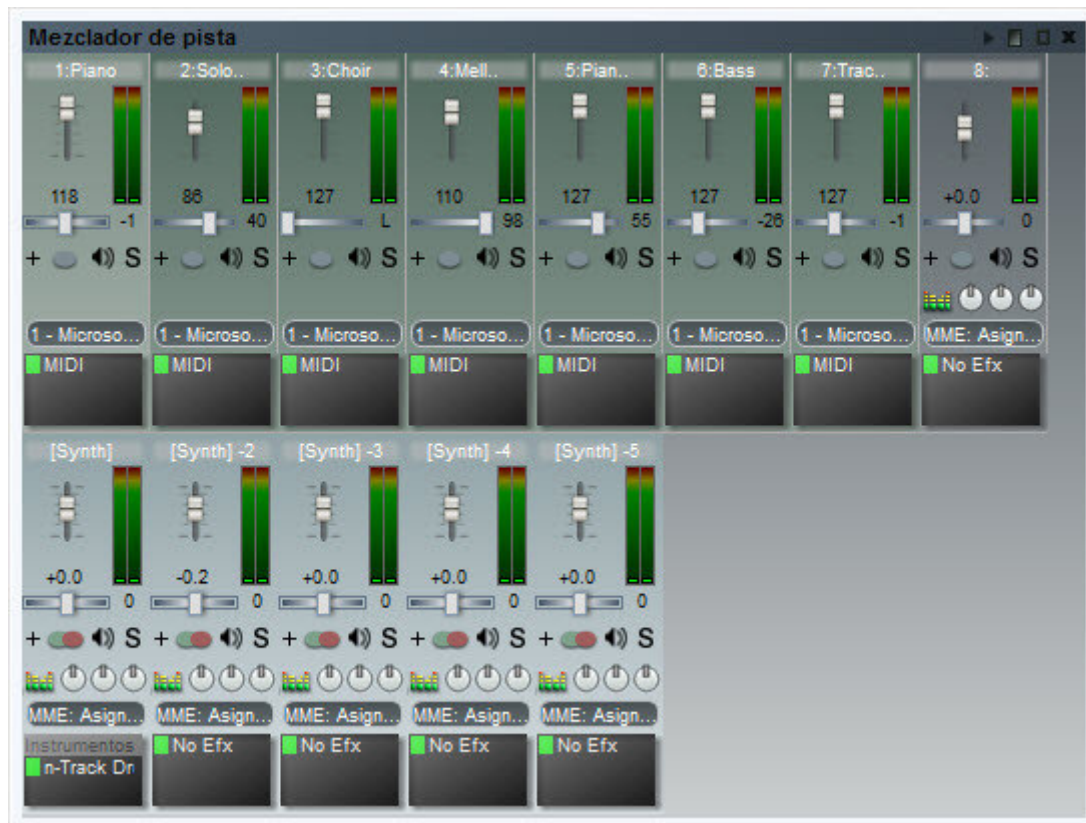 Mezclador de pista
1:Piano 2:Solo.. 3:Choir 4:Mell.. 5:Pian.. 6:Bass 7:Trac.. 8:
118 86 127 110 127 127 127 +0.0
-1 40 L 98 55 -26 -1 0
+ S + S + S + S + S + S + S + S
1 - Microso... 1 - Microso... 1 - Microso... 1 - Microso... 1 - Microso... 1 - Microso... 1 - Microso... MME: Asign...
MIDI MIDI MIDI MIDI MIDI MIDI MIDI No Efx
[Synth] [Synth] -2 [Synth] -3 [Synth] -4 [Synth] -5
+0.0 -0.2 +0.0 +0.0 +0.0
0 0 0 0 0
+ S + S + S + S + S
MME: Asign... MME: Asign... MME: Asign... MME: Asign... MME: Asign...
Instrumentos No Efx No Efx No Efx No Efx
n-Track Dr